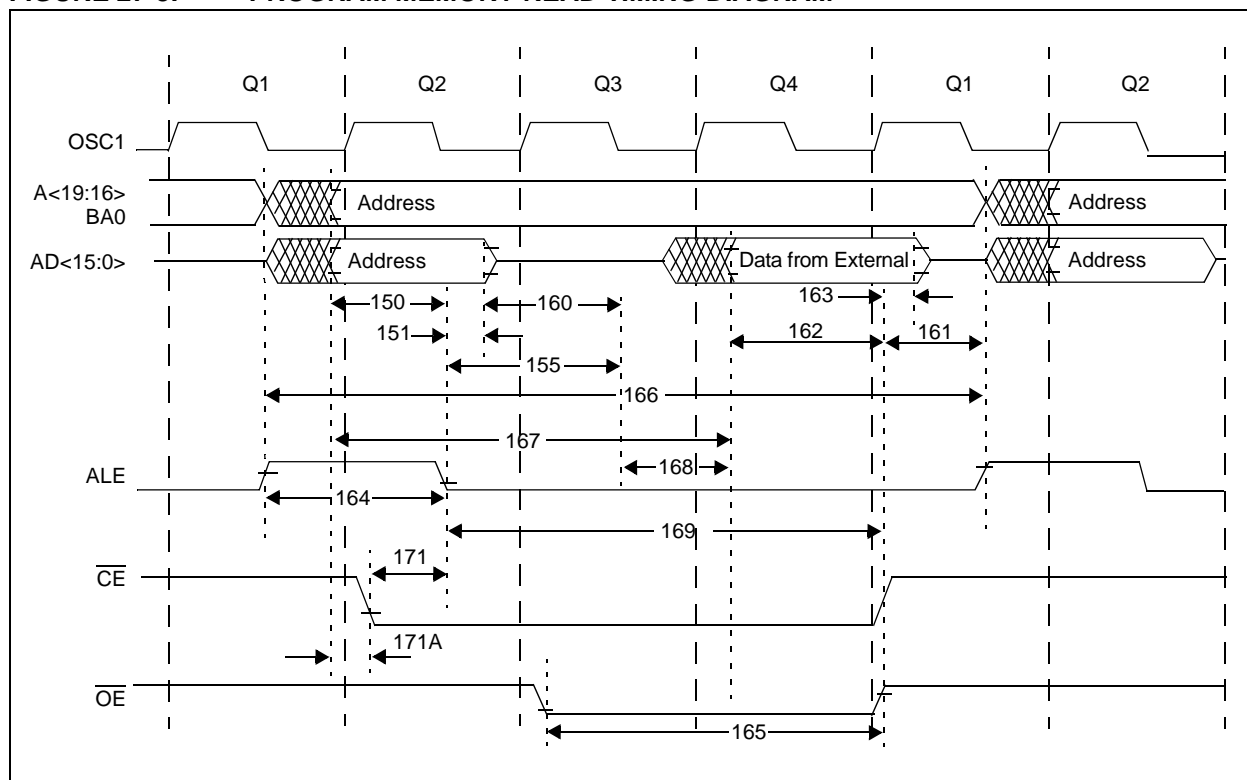 FIGURE PROGRAM MEMORY READ TIMING DIAGRAM
Q1 Q2 Q3 Q4 Q1 Q2
OSC1
A<19:16>
BA0
Address Address
AD<15:0>
Address Data from External Address
150 160 163
151 162 161
155
166
167
168
ALE
164
169
CE
171
171A
OE
165